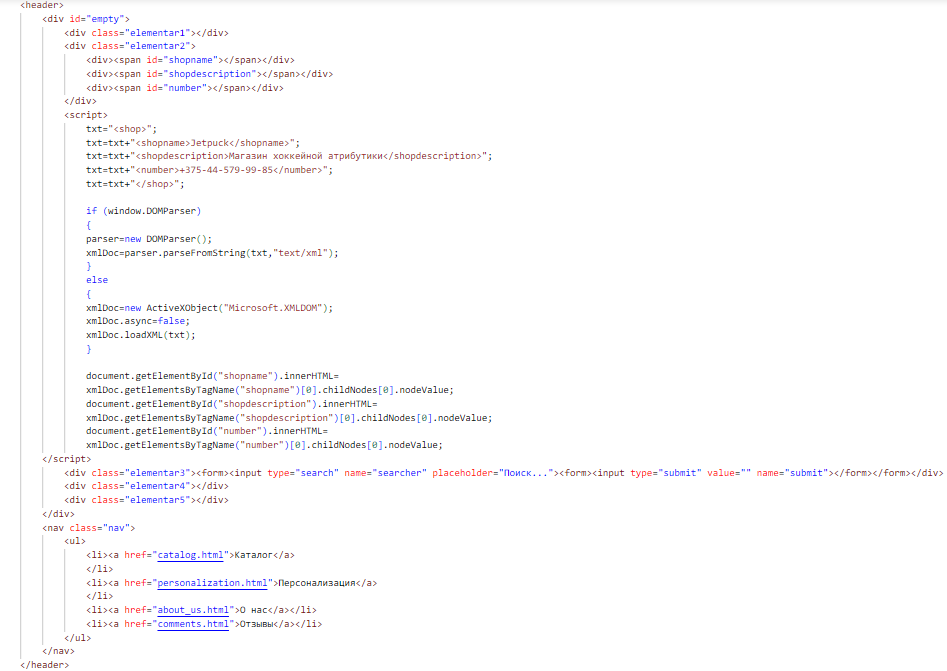 <header>
<div id="empty">
<div class="elementar1"></div>
<div class="elementar2">
<div><span id="shopname"></span></div>
<div><span id="shopdescription"></span></div>
<div><span id="number"></span></div>
</div>
<script>
txt="<shop>";
txt=txt+"<shopname>Jetpuck</shopname>";
txt=txt+"<shopdescription>Магазин хоккейной атрибутики</shopdescription>";
txt=txt+"<number>+375-44-579-99-85</number>";
txt=txt+"</shop>";
if (window.DOMParser)
{
parser=new DOMParser();
xmlDoc=parser.parseFromString(txt,"text/xml");
}
else
{
xmlDoc=new ActiveXObject("Microsoft.XMLDOM");
xmlDoc.async=false;
xmlDoc.loadXML(txt);
}
document.getElementById("shopname").innerHTML=
xmlDoc.getElementsByTagName("shopname")[0].childNodes[0].nodeValue;
document.getElementById("shopdescription").innerHTML=
xmlDoc.getElementsByTagName("shopdescription")[0].childNodes[0].nodeValue;
document.getElementById("number").innerHTML=
xmlDoc.getElementsByTagName("number")[0].childNodes[0].nodeValue;
</script>
<div class="elementar3"><form><input type="search" name="searcher" placeholder="Поиск..."><form><input type="submit" value="" name="submit"></form></form></div>
<div class="elementar4"></div>
<div class="elementar5"></div>
</div>
<nav class="nav">
<ul>
<li><a href="catalog.html">Каталог</a>
</li>
<li><a href="personalization.html">Персонализация</a>
</li>
<li><a href="about_us.html">О нас</a></li>
<li><a href="comments.html">Отзывы</a></li>
</ul>
</nav>
</header>